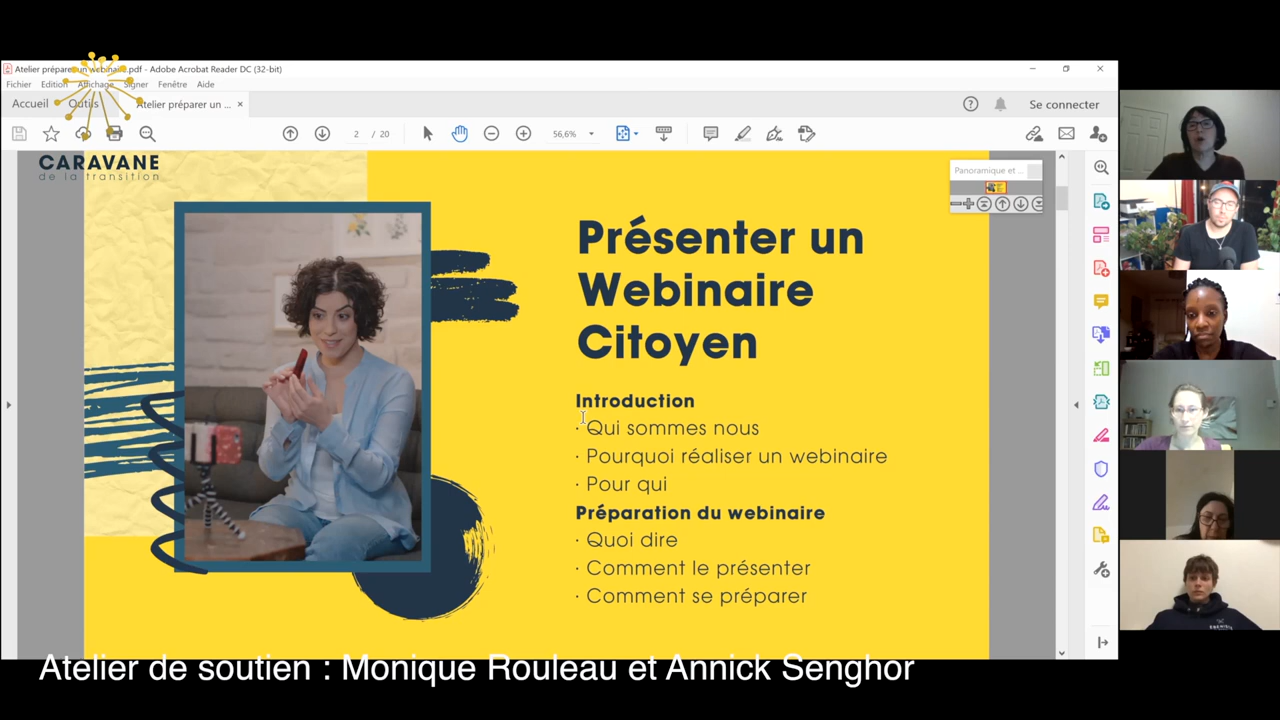 Atelier préparer un webinaire.pdf - Adobe Acrobat Reader DC (32-bit)
Fichier Edition Affichage Signer Fenêtre Aide
Accueil Outils Atelier préparer un ... × Se connecter
2 / 20 56,6%
CARAVANE
de la transition
Panoramique et ...
Présenter un
Webinaire
Citoyen
Introduction
· Qui sommes nous
· Pourquoi réaliser un webinaire
· Pour qui
Préparation du webinaire
· Quoi dire
· Comment le présenter
· Comment se préparer
Atelier de soutien : Monique Rouleau et Annick Senghor